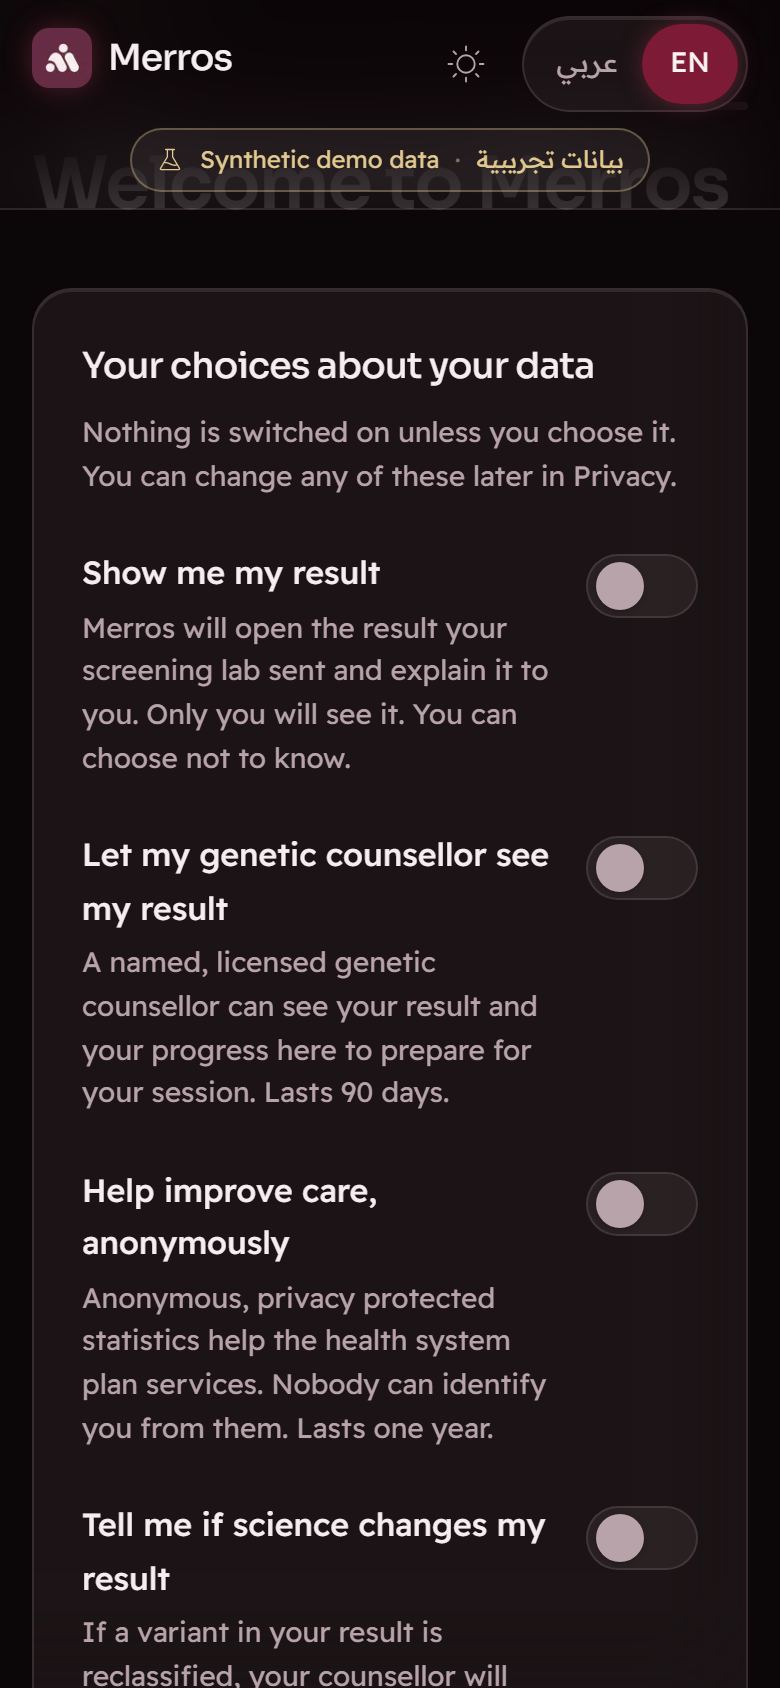 Merros
عربي
EN
Synthetic demo data · بيانات تجريبية
Welcome to Merros
Your choices about your data
Nothing is switched on unless you choose it.
You can change any of these later in Privacy.
Show me my result
Merros will open the result your
screening lab sent and explain it to
you. Only you will see it. You can
choose not to know.
Let my genetic counsellor see
my result
A named, licensed genetic
counsellor can see your result and
your progress here to prepare for
your session. Lasts 90 days.
Help improve care,
anonymously
Anonymous, privacy protected
statistics help the health system
plan services. Nobody can identify
you from them. Lasts one year.
Tell me if science changes my
result
If a variant in your result is
reclassified, your counsellor will